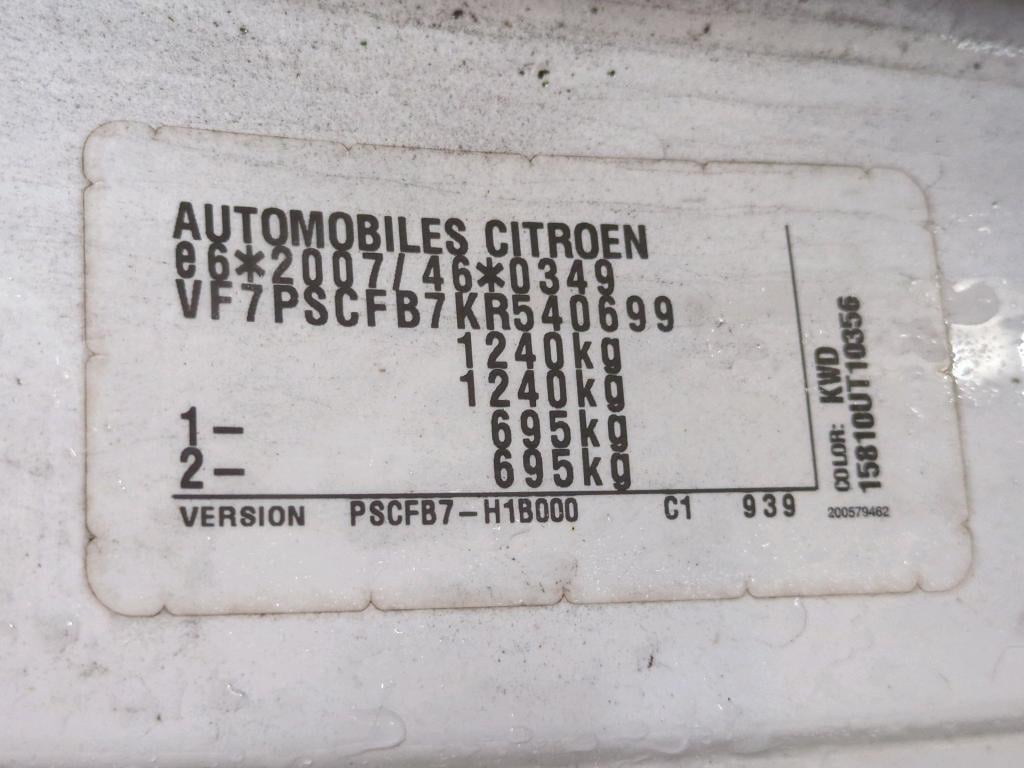 AUTOMOBILES CITROEN
e6*2007/46*0349
VF7PSCFB7KR540699
1240kg
1240kg
1- 695kg
2- 695kg
VERSION PSCFB7-H1B000 C1 939
COLOR: KWD
15810UT10356
200579462